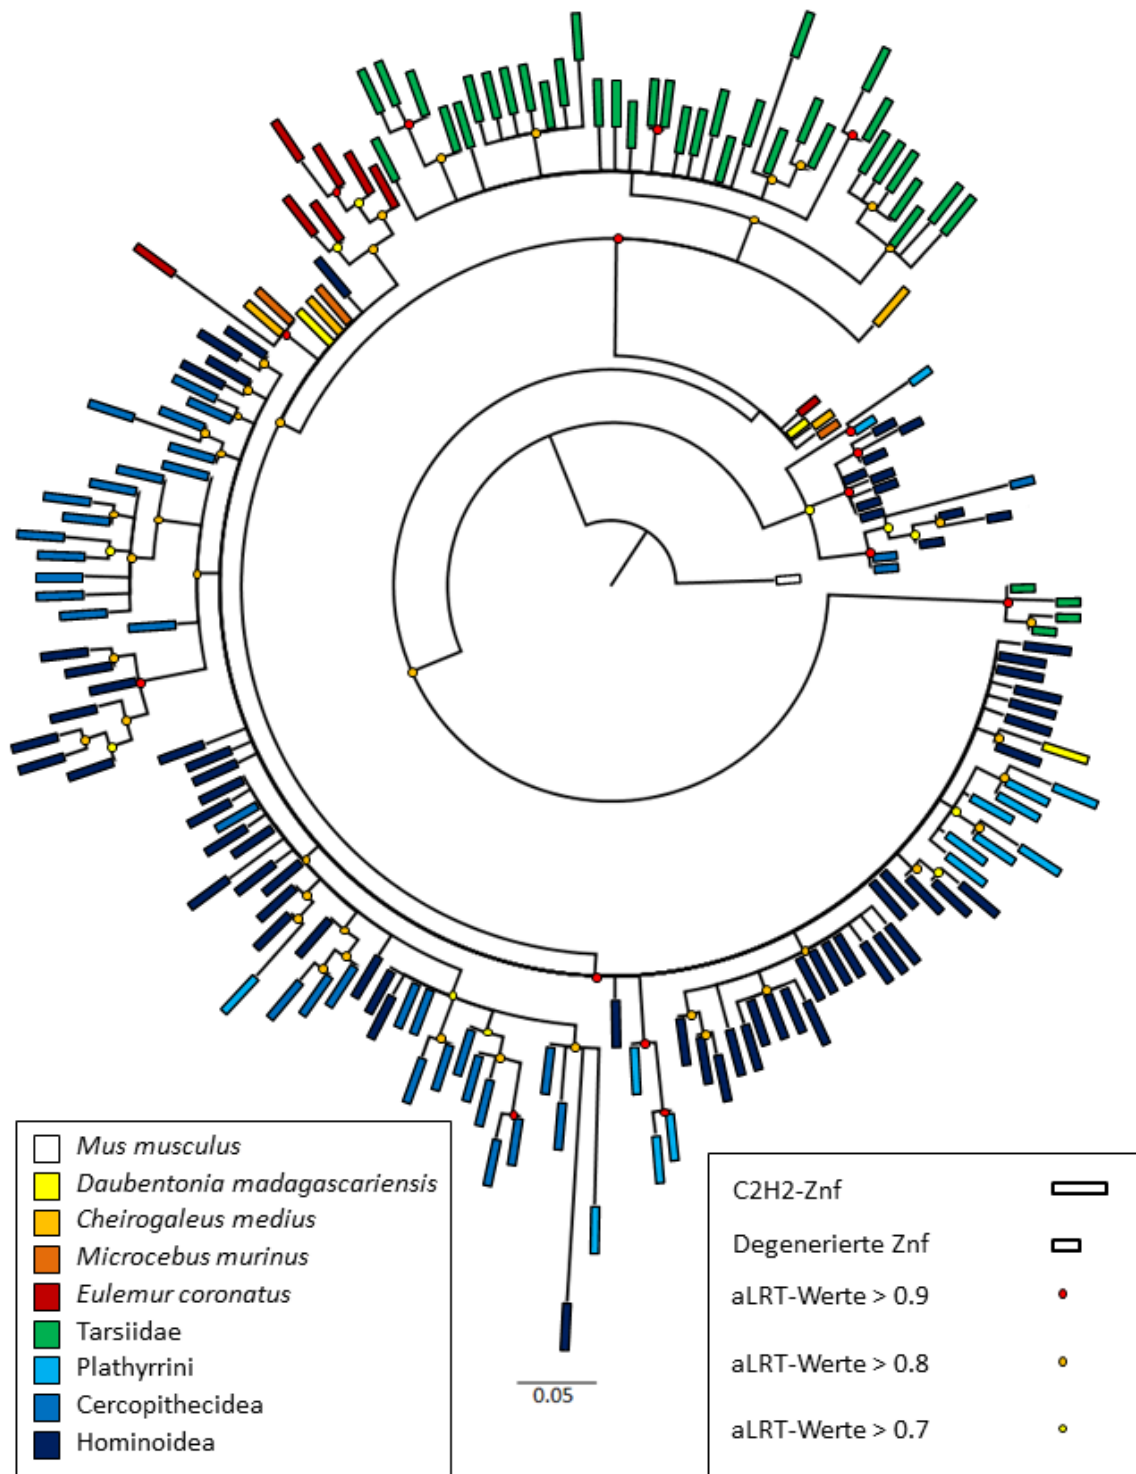 0.05
Mus musculus
Daubentonia madagascariensis
Cheirogaleus medius
Microcebus murinus
Eulemur coronatus
Tarsiidae
Plathyrrini
Cercopithecidea
Hominoidea
C2H2-Znf
Degenerierte Znf
aLRT-Werte > 0.9
aLRT-Werte > 0.8
aLRT-Werte > 0.7